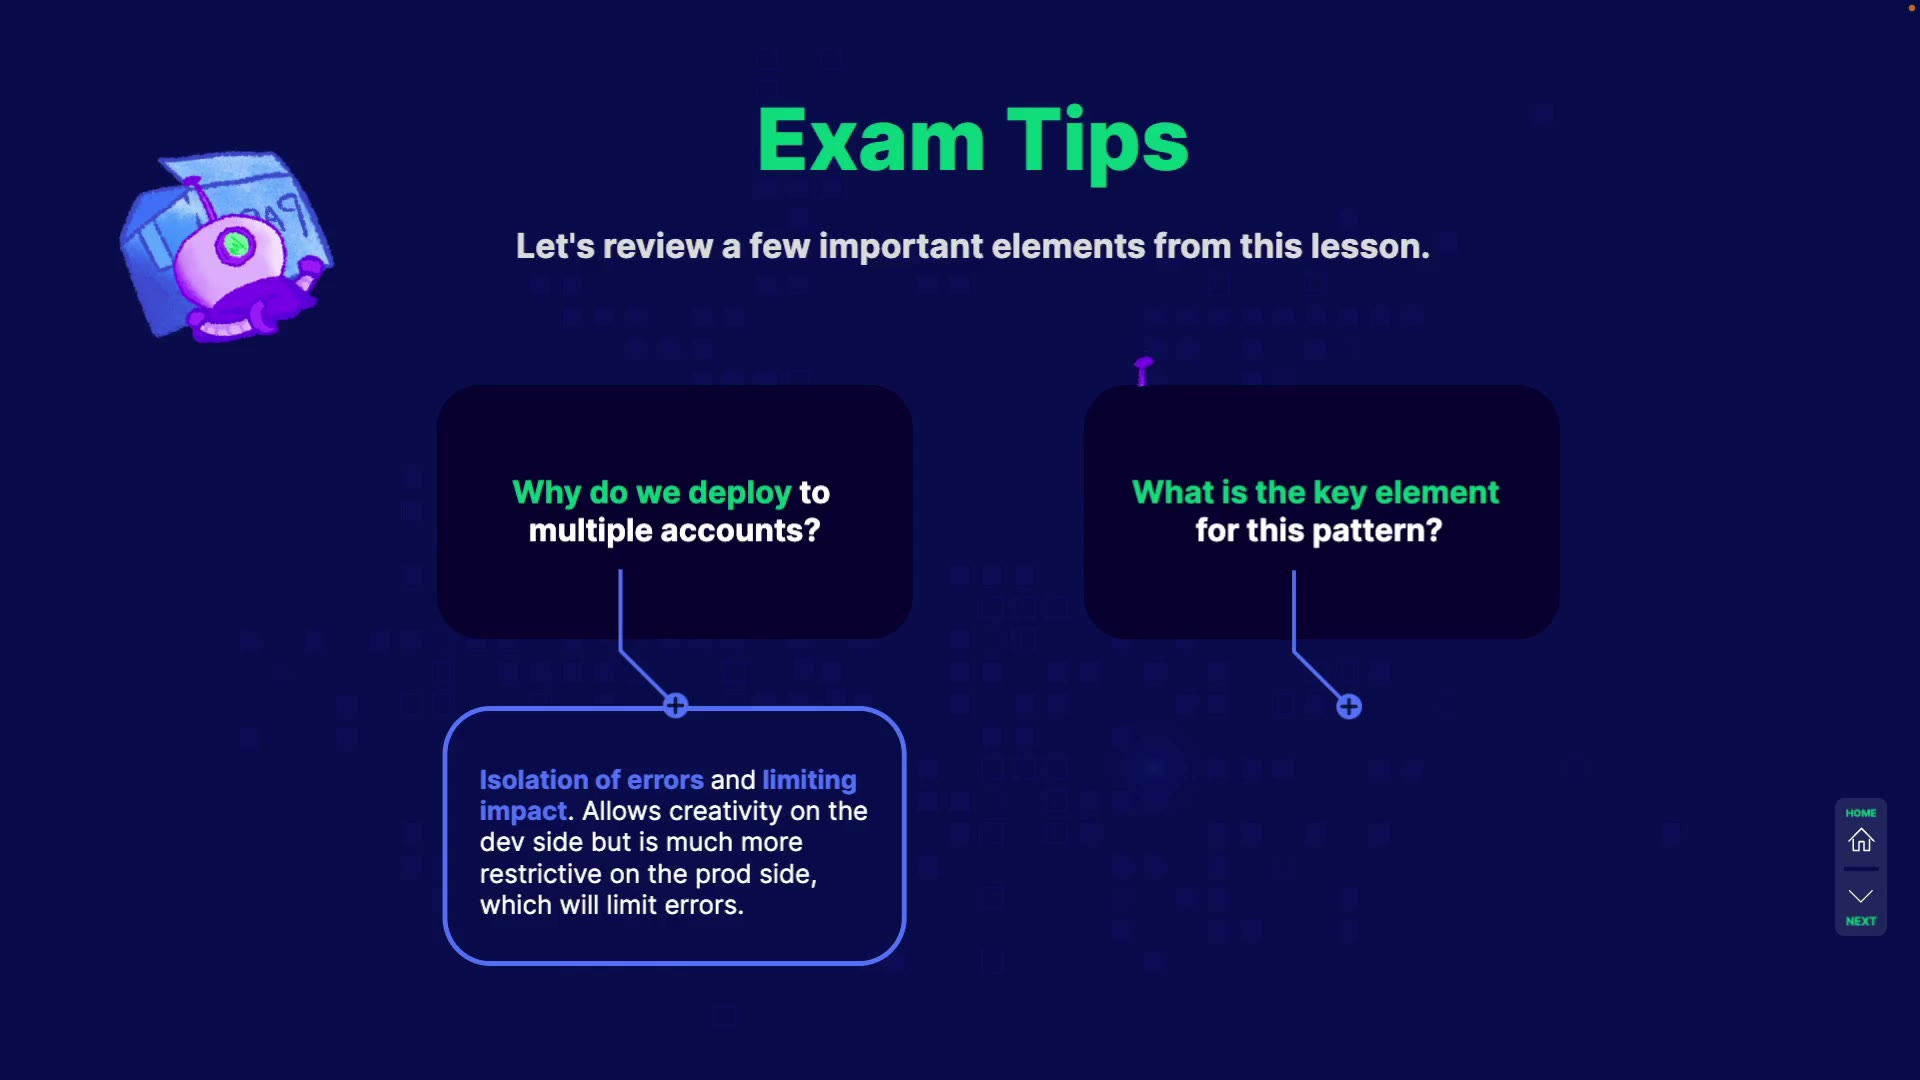 Exam Tips
Let's review a few important elements from this lesson.
Why do we deploy to
multiple accounts?
Isolation of errors and limiting
impact. Allows creativity on the
dev side but is much more
restrictive on the prod side,
which will limit errors.
What is the key element
for this pattern?
HOME
NEXT